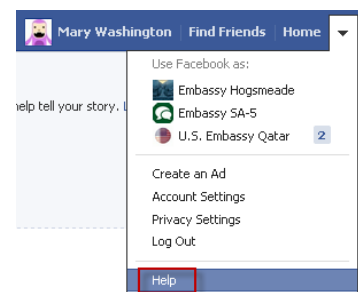 Mary Washington Find Friends Home
Use Facebook as:
Embassy Hogsmeade
help tell your story.
Embassy SA-5
U.S. Embassy Qatar 2
Create an Ad
Account Settings
Privacy Settings
Log Out
Help